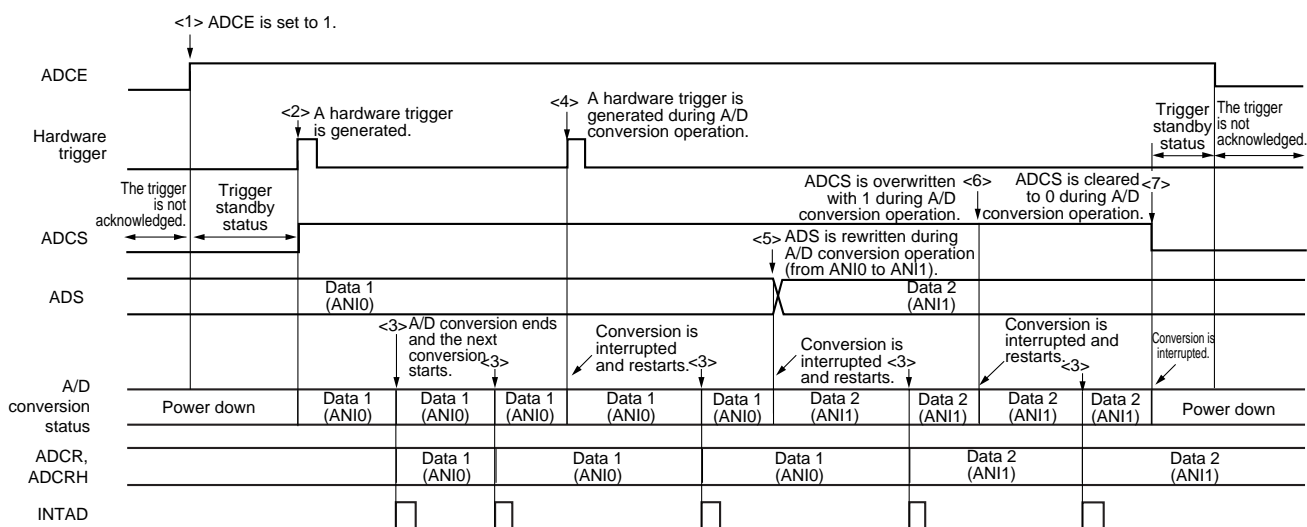 <1> ADCE is set to 1.
ADCE
<2> A hardware trigger
is generated.
<4> A hardware trigger is
generated during A/D
conversion operation.
Trigger
standby
status
The trigger
is not
acknowledged.
Hardware
trigger
The trigger
is not
acknowledged.
Trigger
standby
status
ADCS is overwritten <6>
with 1 during A/D
conversion operation.
ADCS is cleared <7>
to 0 during A/D
conversion operation.
ADCS
<5> ADS is rewritten during
A/D conversion operation
(from ANI0 to ANI1).
ADS
Data 1
(ANI0)
Data 2
(ANI1)
<3> A/D conversion ends
and the next
conversion
starts. <3>
Conversion is
interrupted
and restarts. <3>
Conversion is
interrupted <3>
and restarts.
Conversion is
interrupted and
restarts. <3>
Conversion is
interrupted.
A/D
conversion
status
Power down
Data 1
(ANI0)
Data 1
(ANI0)
Data 1
(ANI0)
Data 1
(ANI0)
Data 1
(ANI0)
Data 2
(ANI1)
Data 2
(ANI1)
Data 2
(ANI1)
Data 2
(ANI1)
Power down
ADCR,
ADCRH
Data 1
(ANI0)
Data 1
(ANI0)
Data 1
(ANI0)
Data 2
(ANI1)
Data 2
(ANI1)
INTAD